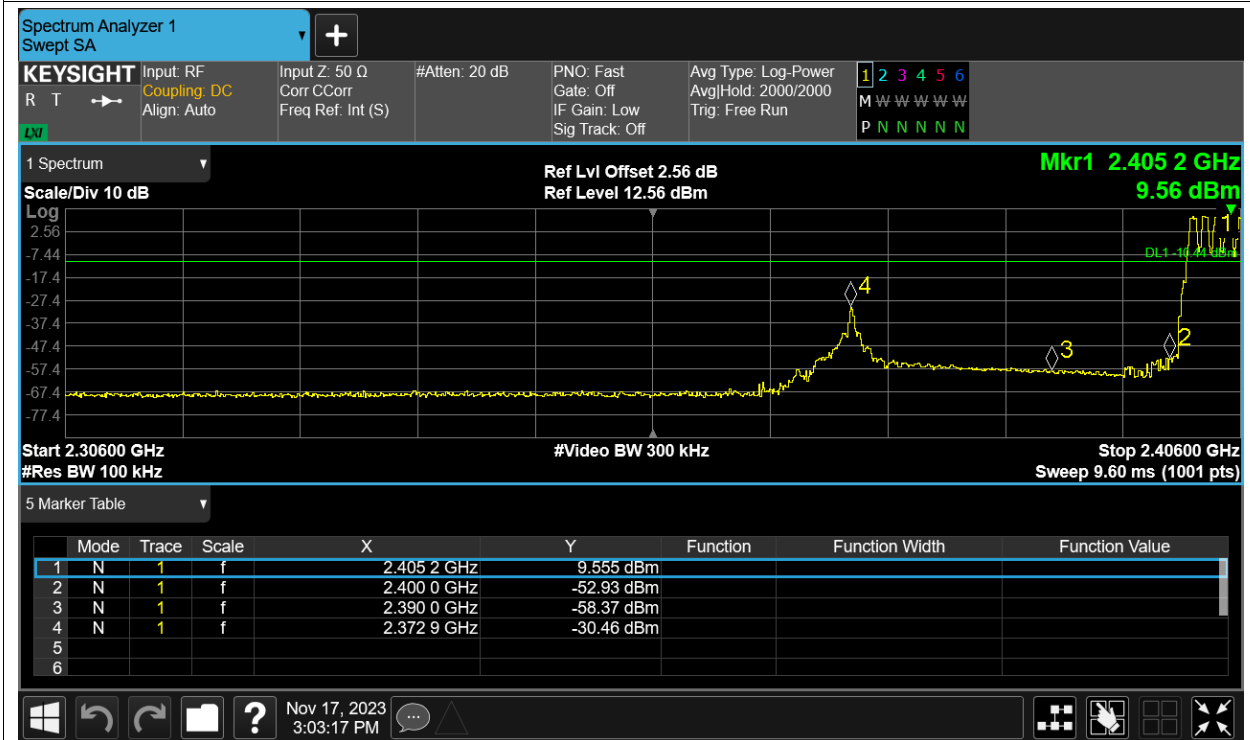 Spectrum Analyzer 1
Swept SA
+
KEYSIGHT
R T
LXI
Input: RF
Coupling: DC
Align: Auto
Input Z: 50 Ω
Corr CCorr
Freq Ref: Int (S)
#Atten: 20 dB
PNO: Fast
Gate: Off
IF Gain: Low
Sig Track: Off
Avg Type: Log-Power
Avg|Hold: 2000/2000
Trig: Free Run
1 2 3 4 5 6
M W W W W W
P N N N N N
1 Spectrum
Scale/Div 10 dB
Ref Lvl Offset 2.56 dB
Ref Level 12.56 dBm
Mkr1 2.405 2 GHz
9.56 dBm
Log
2.56
-7.44
-17.4
-27.4
-37.4
-47.4
-57.4
-67.4
-77.4
1
DL1 -10.44 dBm
4
3
2
Start 2.30600 GHz
#Res BW 100 kHz
#Video BW 300 kHz
Stop 2.40600 GHz
Sweep 9.60 ms (1001 pts)
5 Marker Table
Mode Trace Scale X Y Function Function Width Function Value
1 N 1 f 2.405 2 GHz 9.555 dBm
2 N 1 f 2.400 0 GHz -52.93 dBm
3 N 1 f 2.390 0 GHz -58.37 dBm
4 N 1 f 2.372 9 GHz -30.46 dBm
5
6
?
Nov 17, 2023
3:03:17 PM